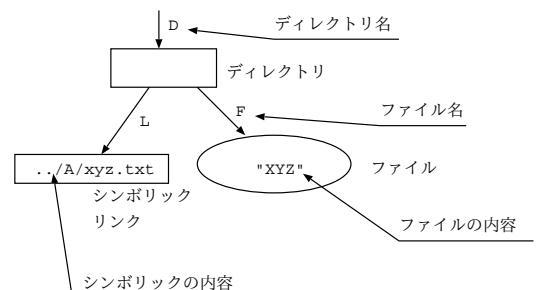 D
ディレクトリ名
ディレクトリ
L
F
ファイル名
../A/xyz.txt
"XYZ"
ファイル
シンボリック
リンク
ファイルの内容
シンボリックの内容